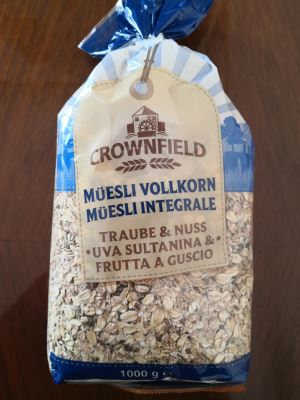 CROWNFIELD
MÜESLI VOLLKORN
MÜESLI INTEGRALE
TRAUBE & NUSS
• UVA SULTANINA & •
FRUTTA A GUSCIO
1000 g e